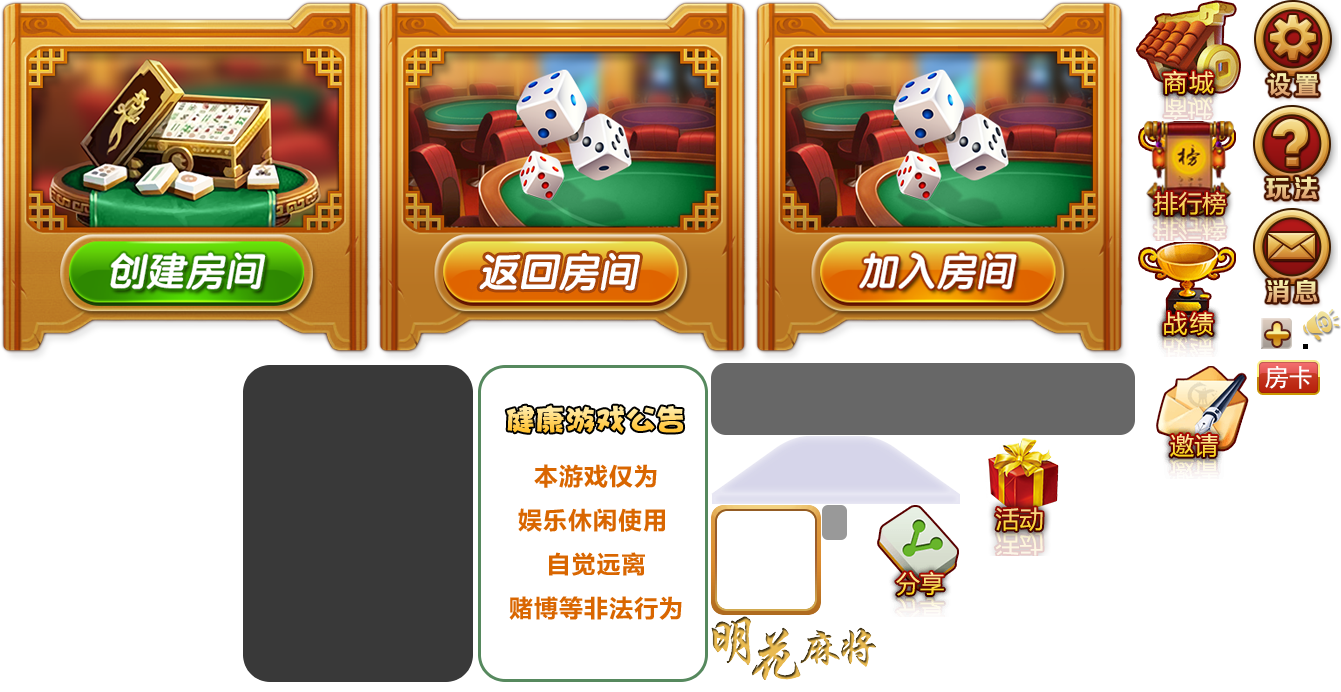 创建房间
返回房间
加入房间
商城
设置
榜
排行榜
玩法
战绩
消息
房卡
邀请
健康游戏公告
本游戏仅为
娱乐休闲使用
自觉远离
赌博等非法行为
活动
分享
明花麻将